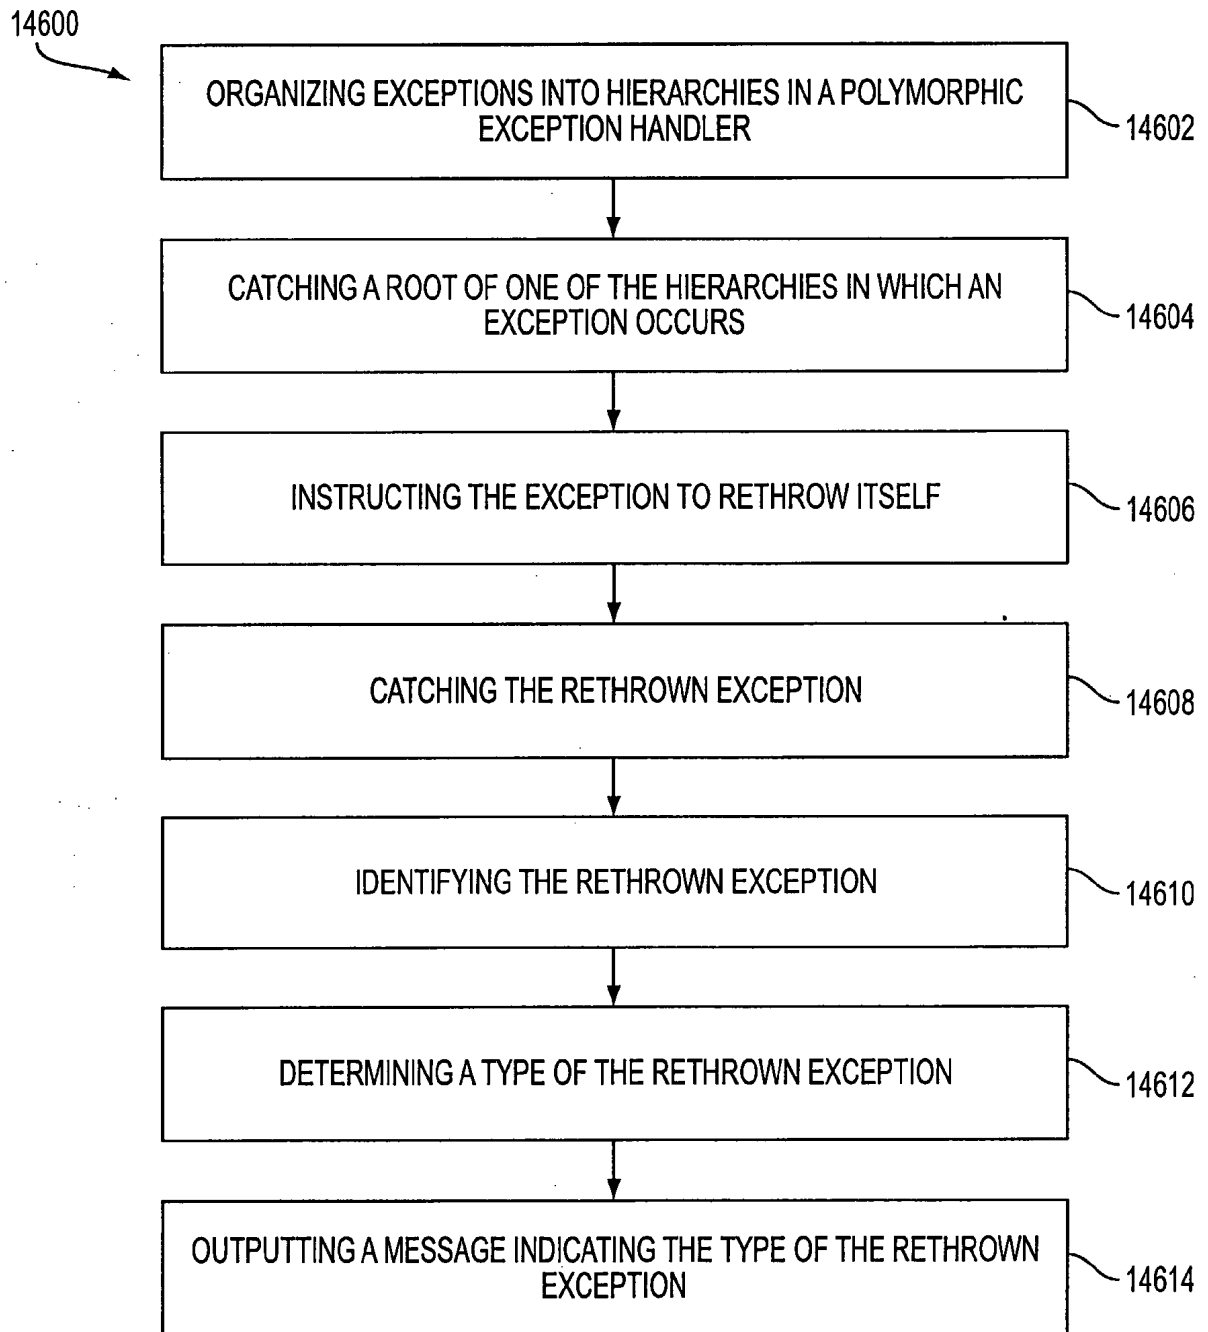 14600
ORGANIZING EXCEPTIONS INTO HIERARCHIES IN A POLYMORPHIC
EXCEPTION HANDLER
14602
CATCHING A ROOT OF ONE OF THE HIERARCHIES IN WHICH AN
EXCEPTION OCCURS
14604
INSTRUCTING THE EXCEPTION TO RETHROW ITSELF
14606
CATCHING THE RETHROWN EXCEPTION
14608
IDENTIFYING THE RETHROWN EXCEPTION
14610
DETERMINING A TYPE OF THE RETHROWN EXCEPTION
14612
OUTPUTTING A MESSAGE INDICATING THE TYPE OF THE RETHROWN
EXCEPTION
14614